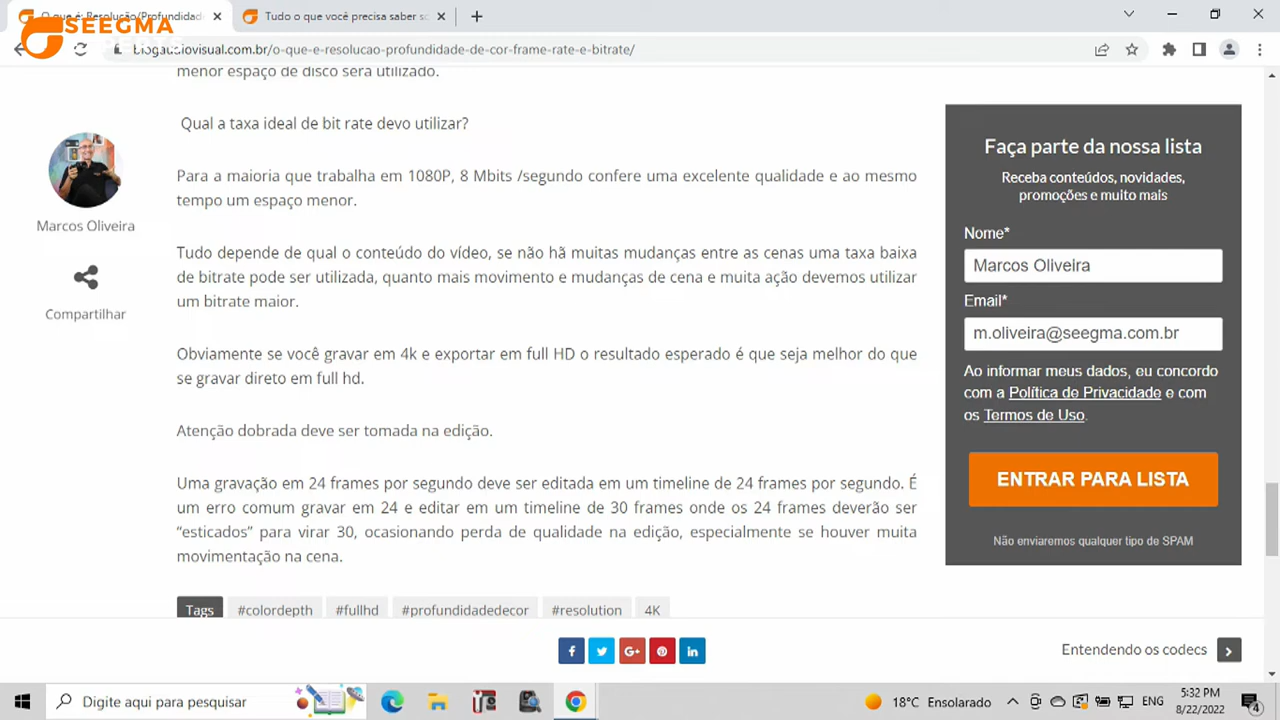 O que é: Resolução/Profundidade
Tudo o que você precisa saber so
SEEGMA
blogaudiovisual.com.br/o-que-e-resolucao-profundidade-de-cor-frame-rate-e-bitrate/
menor espaço de disco será utilizado.
Qual a taxa ideal de bit rate devo utilizar?
Para a maioria que trabalha em 1080P, 8 Mbits /segundo confere uma excelente qualidade e ao mesmo
tempo um espaço menor.
Tudo depende de qual o conteúdo do vídeo, se não hã muitas mudanças entre as cenas uma taxa baixa
de bitrate pode ser utilizada, quanto mais movimento e mudanças de cena e muita ação devemos utilizar
um bitrate maior.
Obviamente se você gravar em 4k e exportar em full HD o resultado esperado é que seja melhor do que
se gravar direto em full hd.
Atenção dobrada deve ser tomada na edição.
Uma gravação em 24 frames por segundo deve ser editada em um timeline de 24 frames por segundo. É
um erro comum gravar em 24 e editar em um timeline de 30 frames onde os 24 frames deverão ser
“esticados” para virar 30, ocasionando perda de qualidade na edição, especialmente se houver muita
movimentação na cena.
Tags #colordepth #fullhd #profundidadedecor #resolution 4K
Marcos Oliveira
Compartilhar
Faça parte da nossa lista
Receba conteúdos, novidades,
promoções e muito mais
Nome*
Marcos Oliveira
Email*
m.oliveira@seegma.com.br
Ao informar meus dados, eu concordo
com a Política de Privacidade e com
os Termos de Uso.
ENTRAR PARA LISTA
Não enviaremos qualquer tipo de SPAM
Entendendo os codecs
Digite aqui para pesquisar
18°C Ensolarado
ENG
5:32 PM
8/22/2022
4